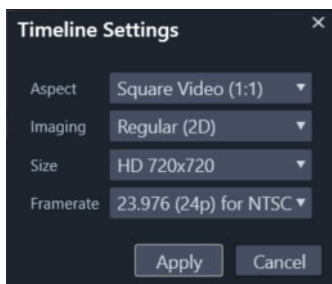 Timeline Settings
Aspect Square Video (1:1)
Imaging Regular (2D)
Size HD 720x720
Framerate 23.976 (24p) for NTSC
Apply Cancel